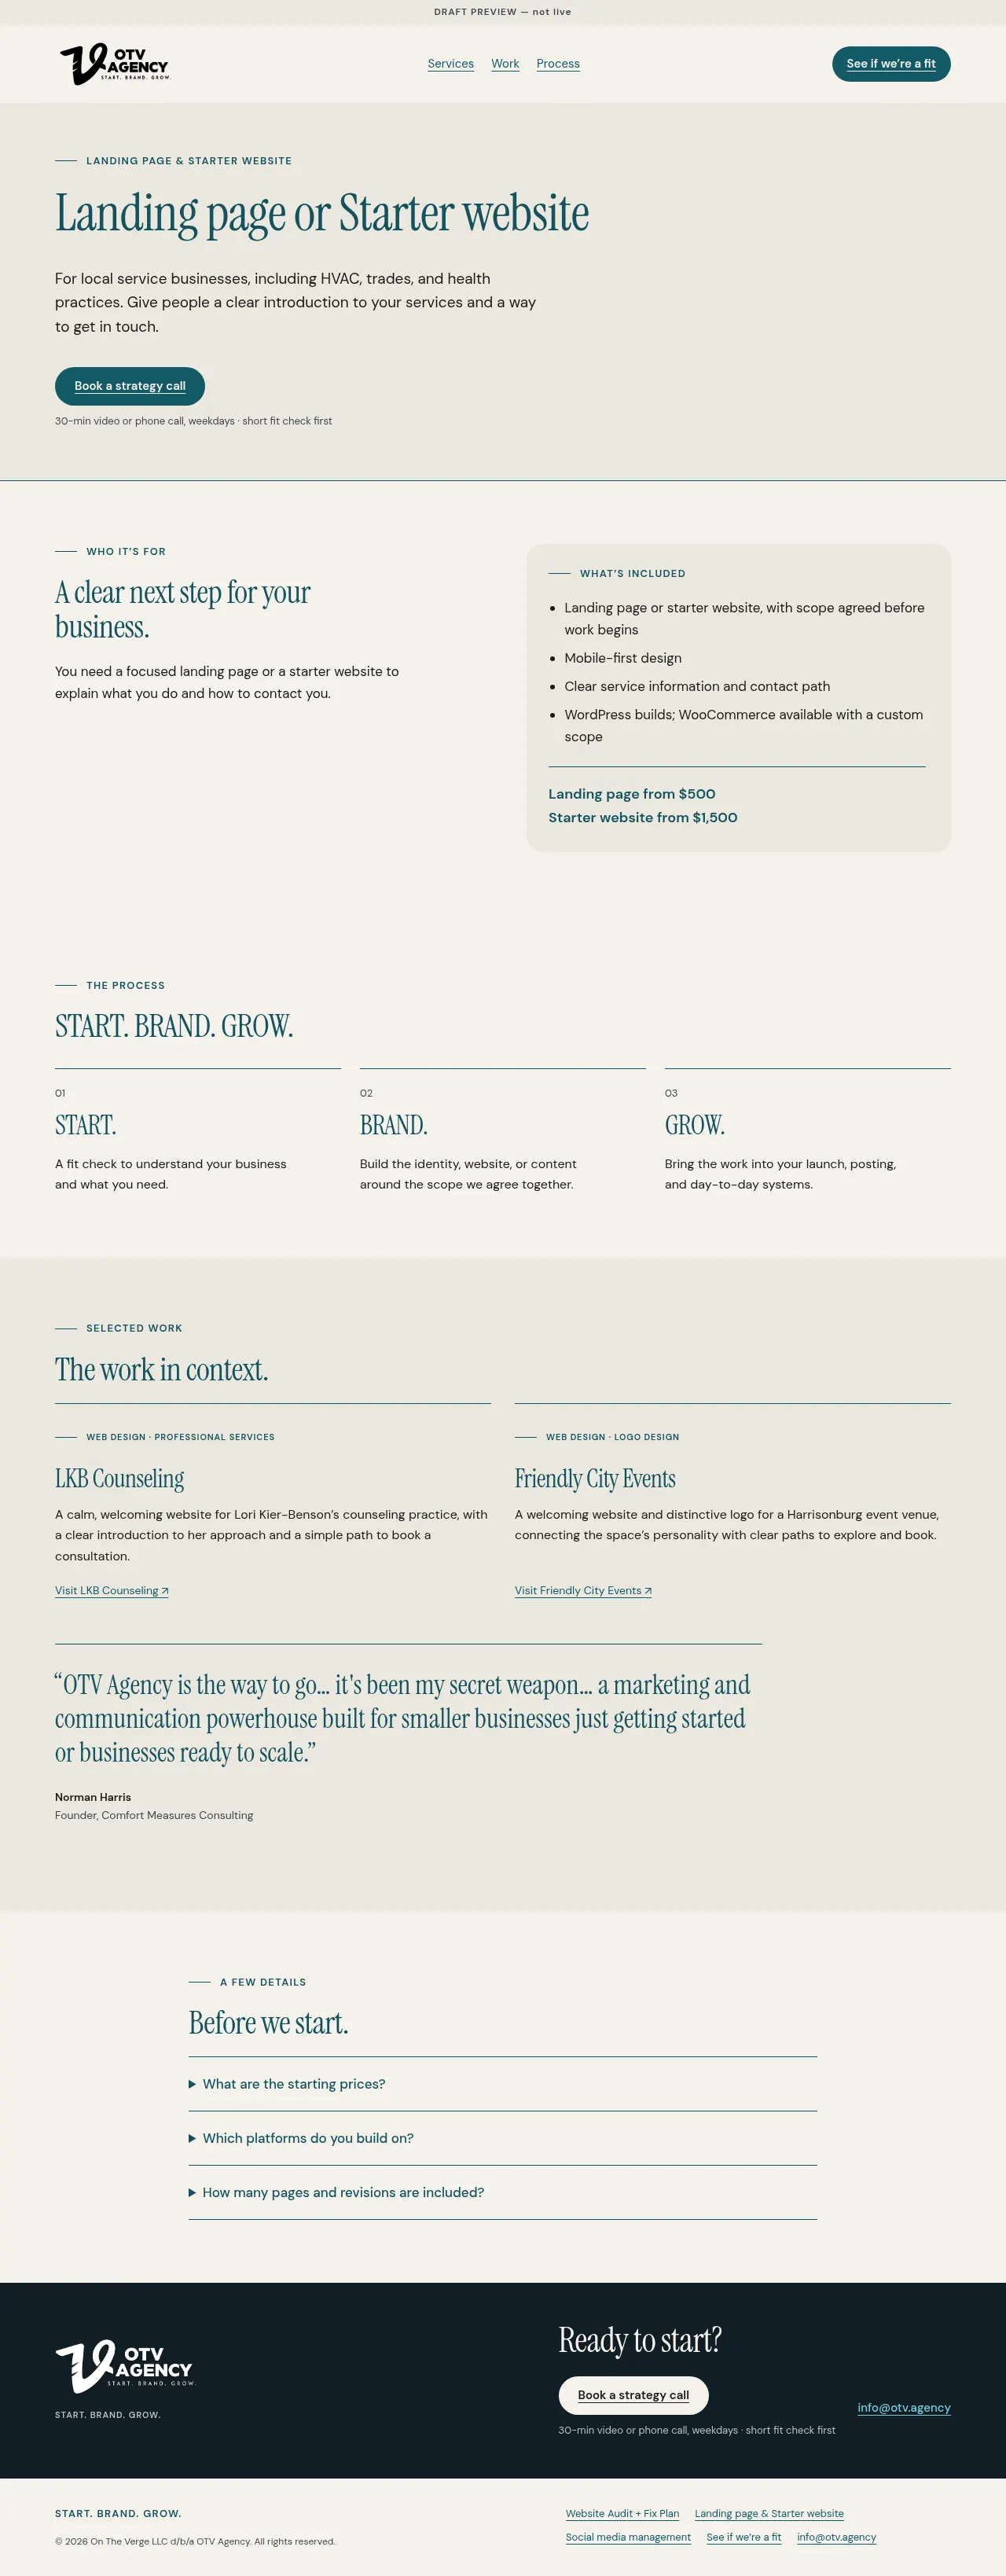 DRAFT PREVIEW — not live
OTV
AGENCY
START. BRAND. GROW.
Services Work Process
See if we’re a fit
LANDING PAGE & STARTER WEBSITE
Landing page or Starter website
For local service businesses, including HVAC, trades, and health
practices. Give people a clear introduction to your services and a way
to get in touch.
Book a strategy call
30-min video or phone call, weekdays · short fit check first
WHO IT’S FOR
A clear next step for your
business.
You need a focused landing page or a starter website to
explain what you do and how to contact you.
WHAT’S INCLUDED
• Landing page or starter website, with scope agreed before
work begins
• Mobile-first design
• Clear service information and contact path
• WordPress builds; WooCommerce available with a custom
scope
Landing page from $500
Starter website from $1,500
THE PROCESS
START. BRAND. GROW.
01
START.
A fit check to understand your business
and what you need.
02
BRAND.
Build the identity, website, or content
around the scope we agree together.
03
GROW.
Bring the work into your launch, posting,
and day-to-day systems.
SELECTED WORK
The work in context.
WEB DESIGN · PROFESSIONAL SERVICES
LKB Counseling
A calm, welcoming website for Lori Kier-Benson’s counseling practice, with
a clear introduction to her approach and a simple path to book a
consultation.
Visit LKB Counseling ↗
WEB DESIGN · LOGO DESIGN
Friendly City Events
A welcoming website and distinctive logo for a Harrisonburg event venue,
connecting the space’s personality with clear paths to explore and book.
Visit Friendly City Events ↗
“OTV Agency is the way to go... it's been my secret weapon... a marketing and
communication powerhouse built for smaller businesses just getting started
or businesses ready to scale.”
Norman Harris
Founder, Comfort Measures Consulting
A FEW DETAILS
Before we start.
▶ What are the starting prices?
▶ Which platforms do you build on?
▶ How many pages and revisions are included?
OTV
AGENCY
START. BRAND. GROW.
START. BRAND. GROW.
Ready to start?
Book a strategy call
30-min video or phone call, weekdays · short fit check first
info@otv.agency
START. BRAND. GROW.
© 2026 On The Verge LLC d/b/a OTV Agency. All rights reserved.
Website Audit + Fix Plan Landing page & Starter website
Social media management See if we’re a fit info@otv.agency